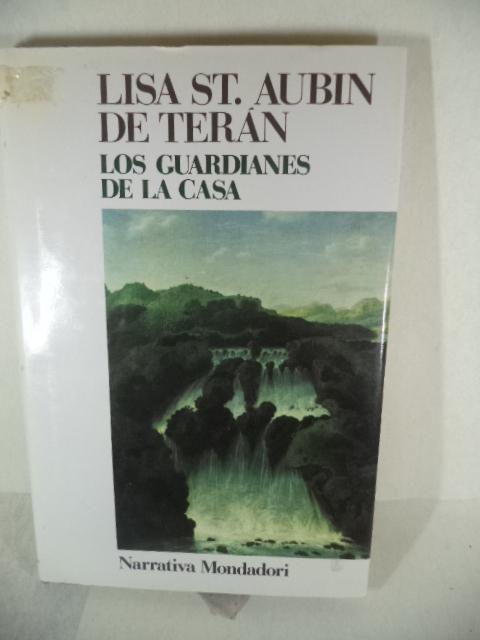 LISA ST. AUBIN
DE TERÁN
LOS GUARDIANES
DE LA CASA
Narrativa Mondadori